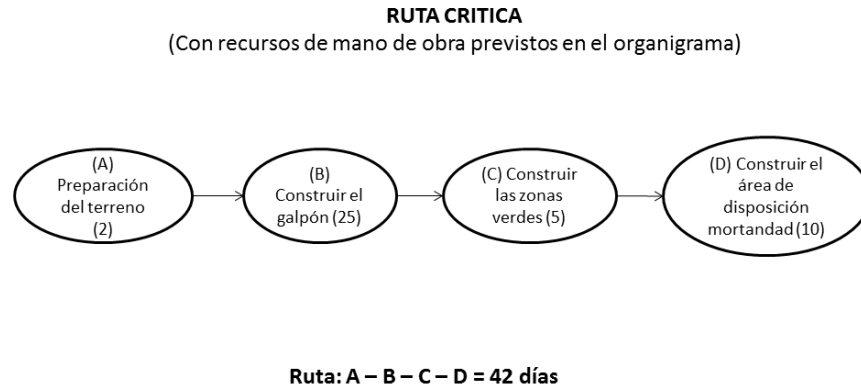 RUTA CRITICA
(Con recursos de mano de obra previstos en el organigrama)
(A)
Preparación
del terreno
(2)
(B)
Construir el
galpón (25)
(C) Construir
las zonas
verdes (5)
(D) Construir el
área de
disposición
mortandad (10)
Ruta: A – B – C – D = 42 días